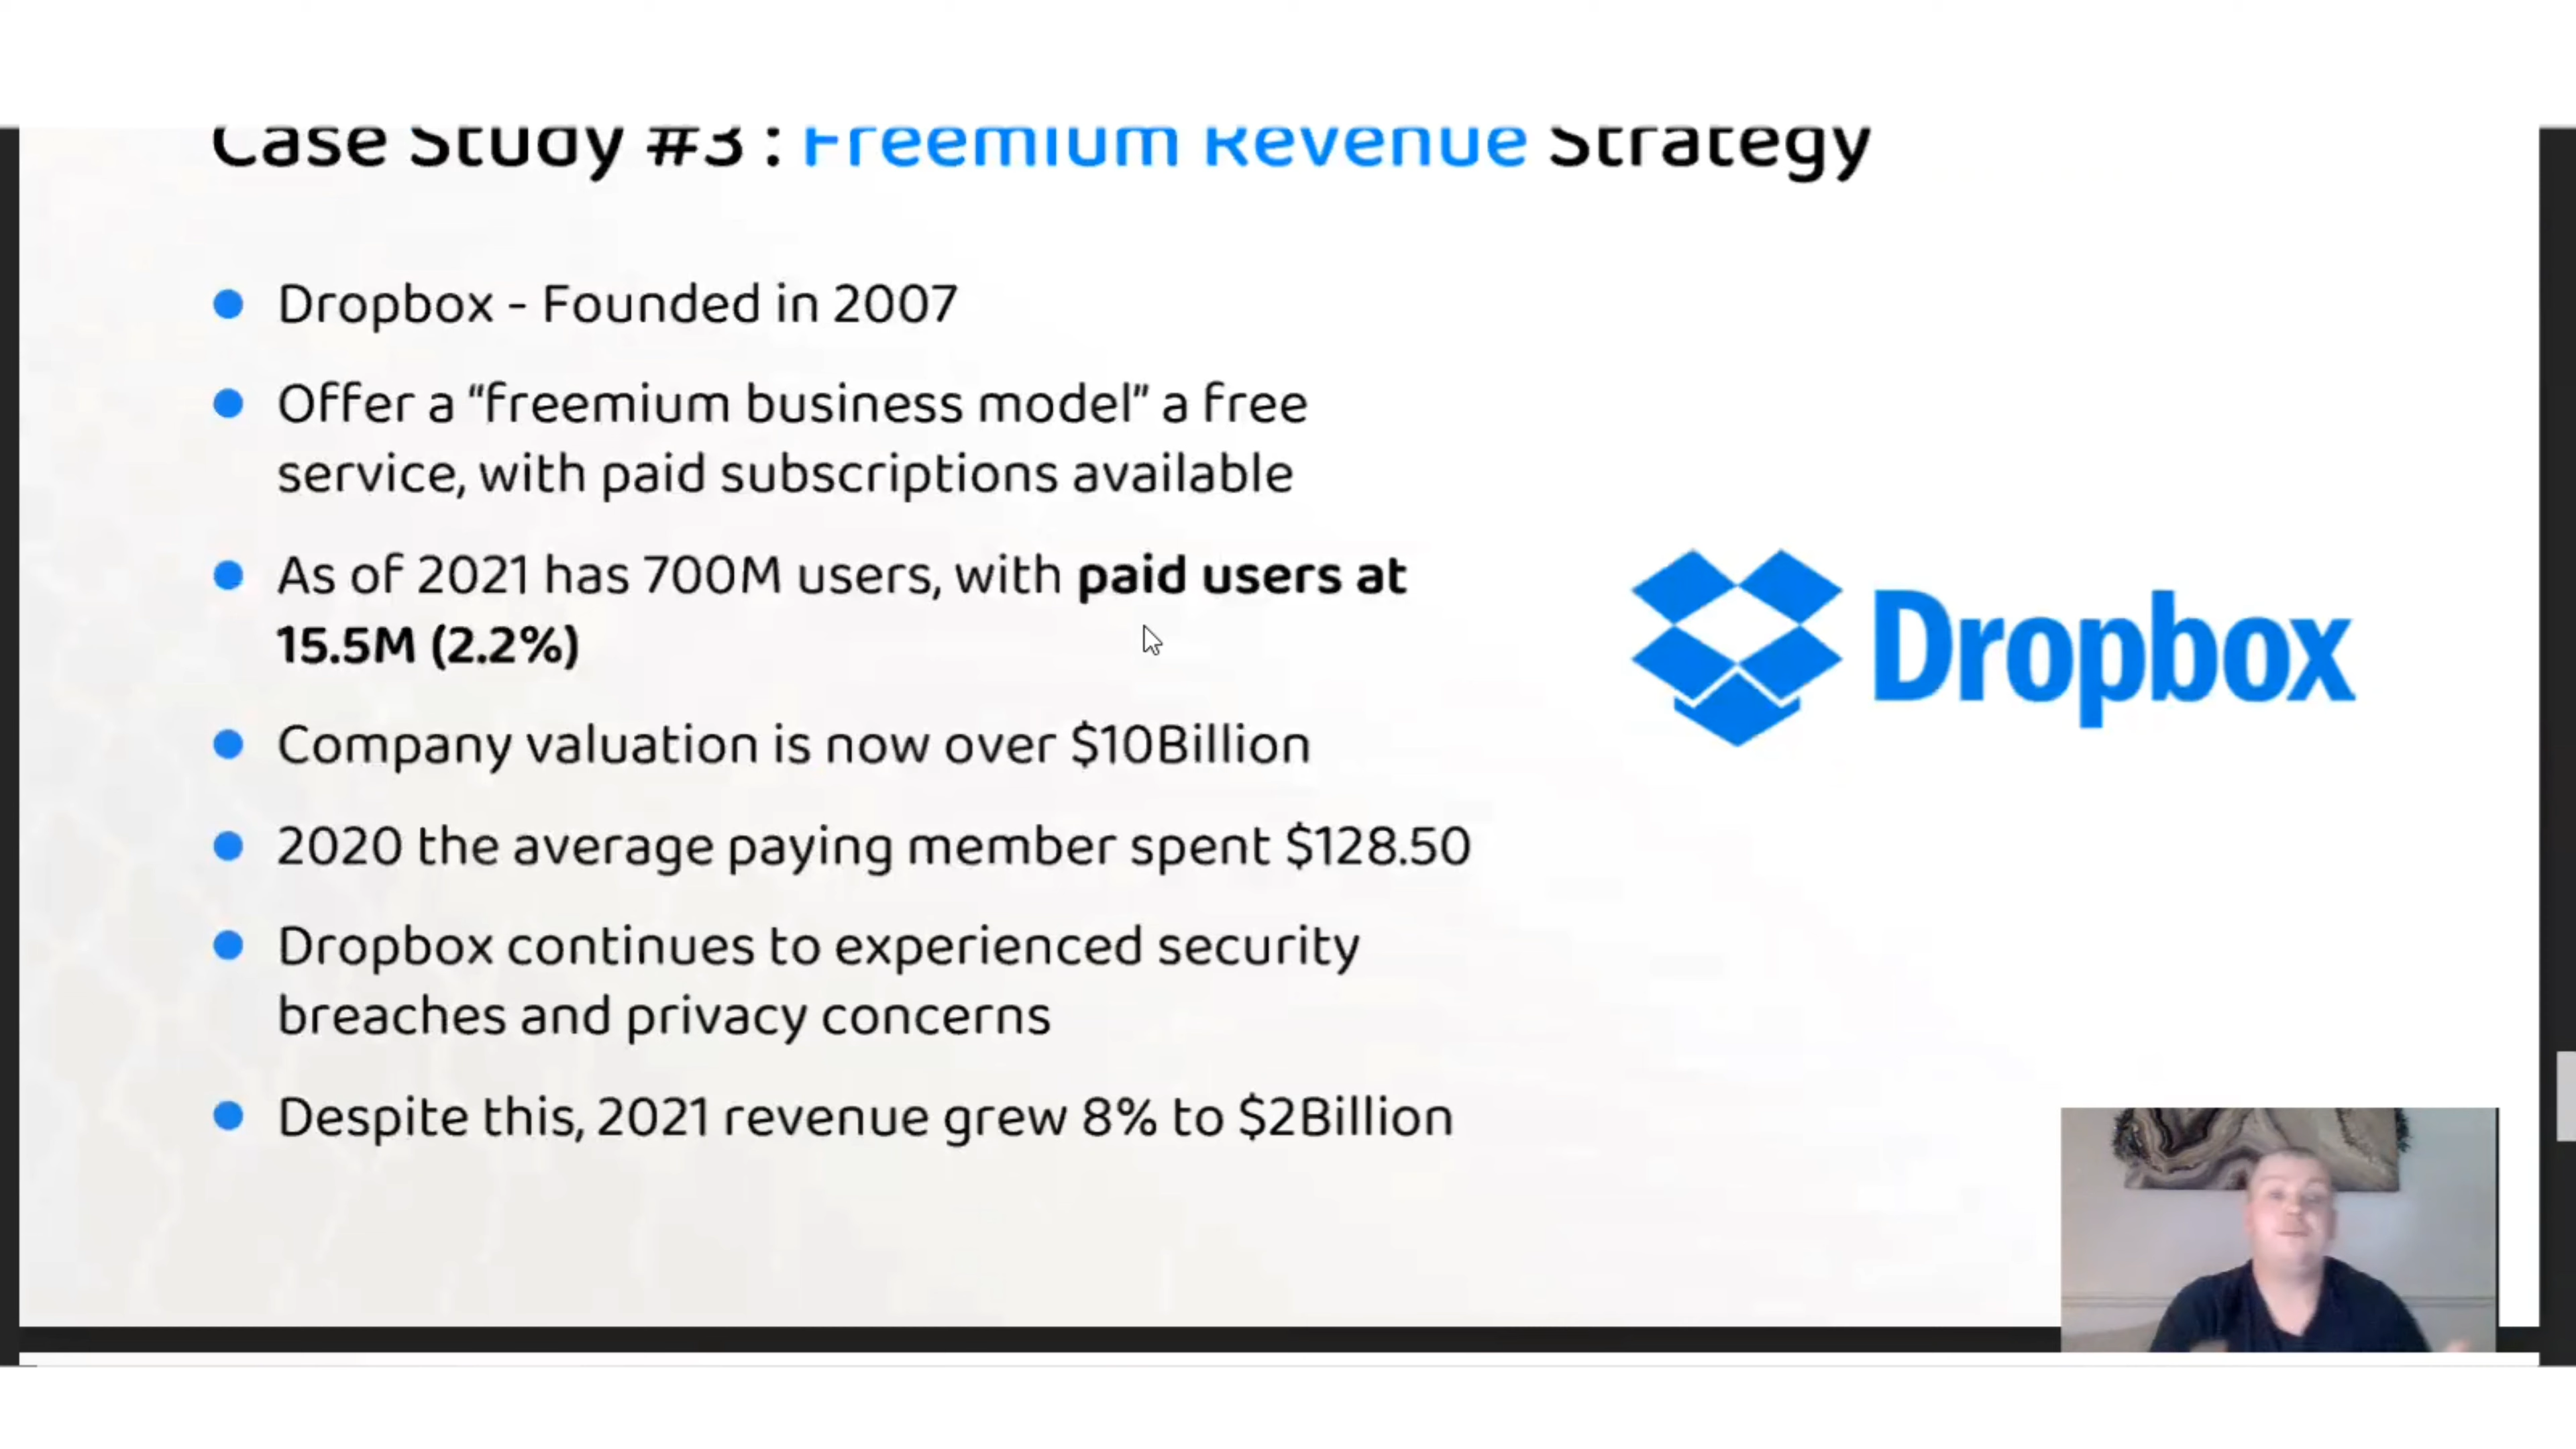 Case Study #3 : Freemium Revenue Strategy
Dropbox - Founded in 2007
Offer a “freemium business model” a free
service, with paid subscriptions available
As of 2021 has 700M users, with paid users at
15.5M (2.2%)
Company valuation is now over $10Billion
2020 the average paying member spent $128.50
Dropbox continues to experienced security
breaches and privacy concerns
Despite this, 2021 revenue grew 8% to $2Billion
Dropbox